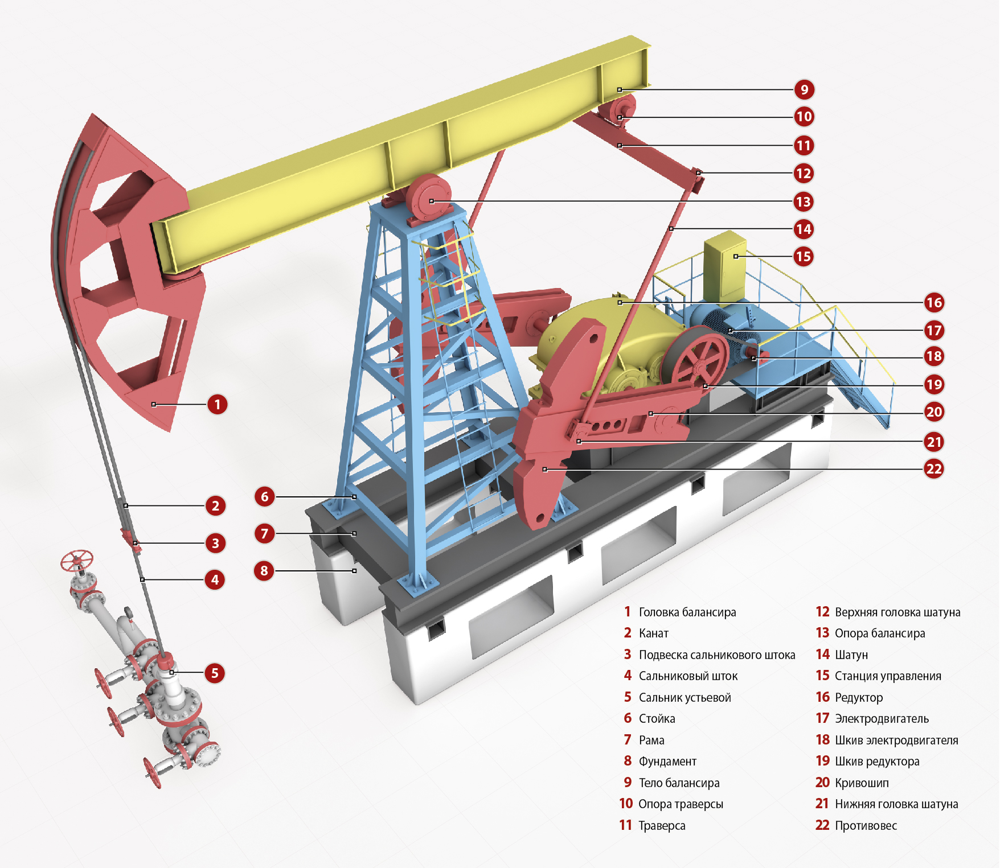 9
10
11
12
13
14
15
16
17
18
19
20
21
22
1
2
3
4
5
6
7
8
1 Головка балансира
2 Канат
3 Подвеска сальникового штока
4 Сальниковый шток
5 Сальник устьевой
6 Стойка
7 Рама
8 Фундамент
9 Тело балансира
10 Опора траверсы
11 Траверса
12 Верхняя головка шатуна
13 Опора балансира
14 Шатун
15 Станция управления
16 Редуктор
17 Электродвигатель
18 Шкив электродвигателя
19 Шкив редуктора
20 Кривошип
21 Нижняя головка шатуна
22 Противовес